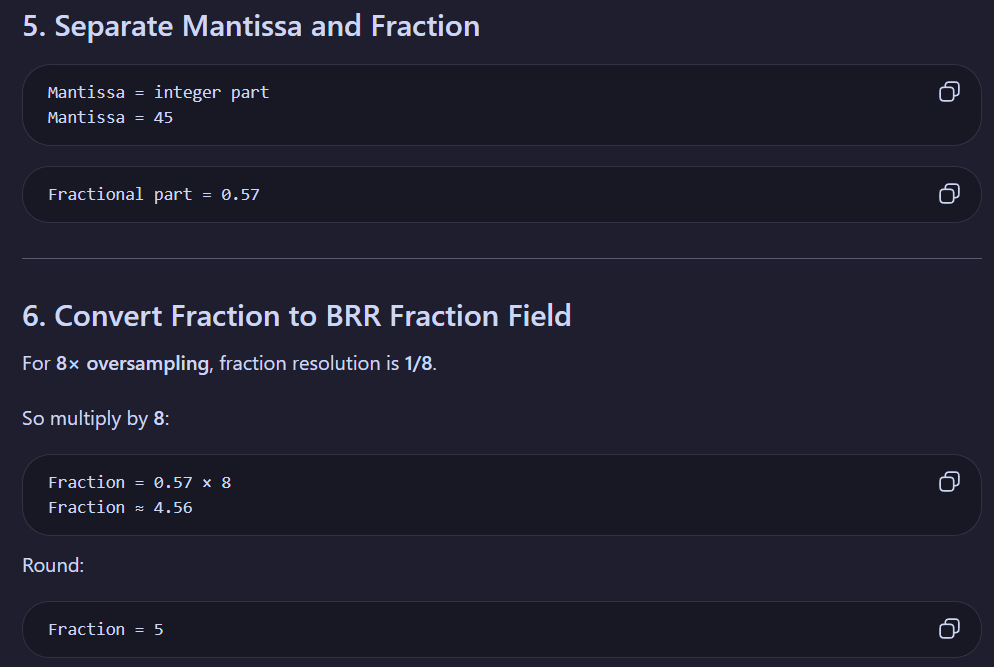 5. Separate Mantissa and Fraction
Mantissa = integer part
Mantissa = 45
Fractional part = 0.57
6. Convert Fraction to BRR Fraction Field
For 8× oversampling, fraction resolution is 1/8.
So multiply by 8:
Fraction = 0.57 × 8
Fraction ≈ 4.56
Round:
Fraction = 5